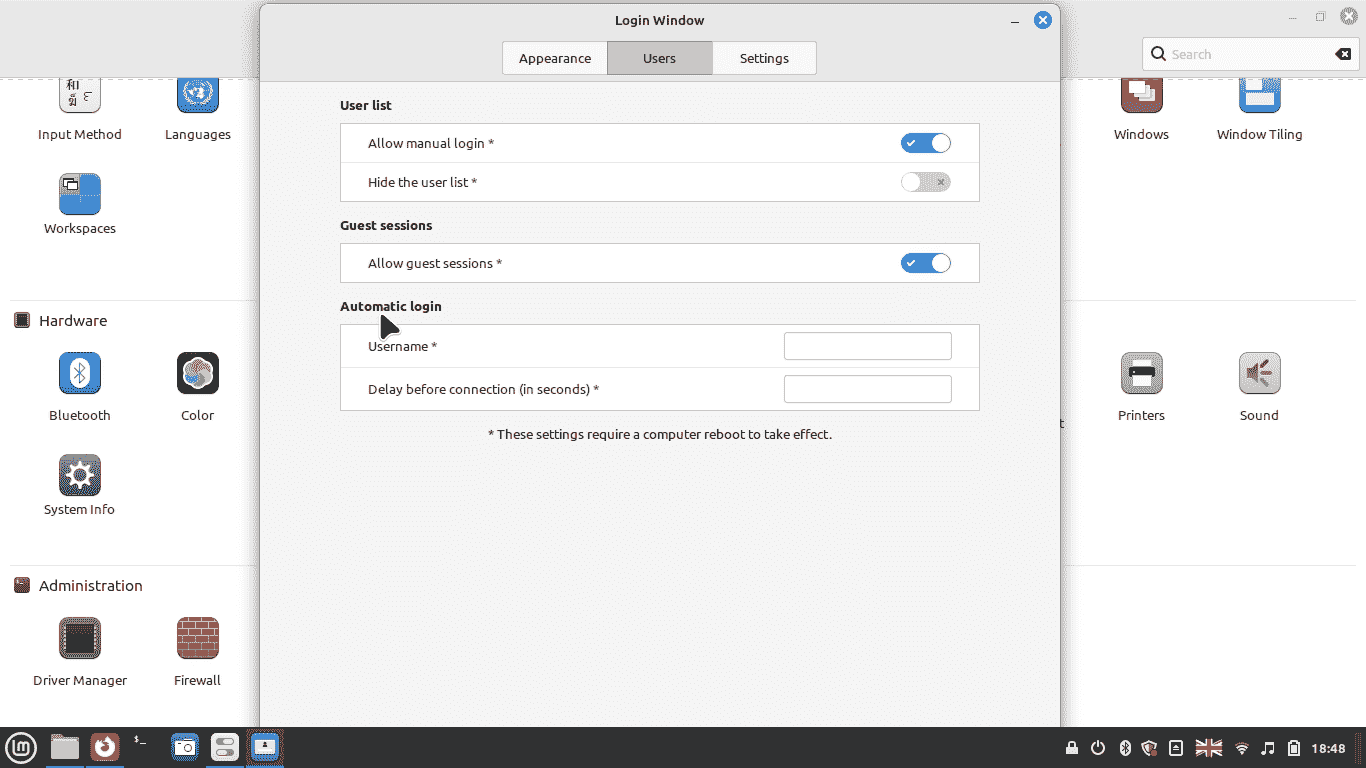 Login Window
Appearance
Users
Settings
Search
User list
Allow manual login *
Hide the user list *
Guest sessions
Allow guest sessions *
Automatic login
Username *
Delay before connection (in seconds) *
* These settings require a computer reboot to take effect.
Input Method
Languages
Windows
Window Tiling
Workspaces
Hardware
Bluetooth
Color
Printers
Sound
System Info
Administration
Driver Manager
Firewall
18:48